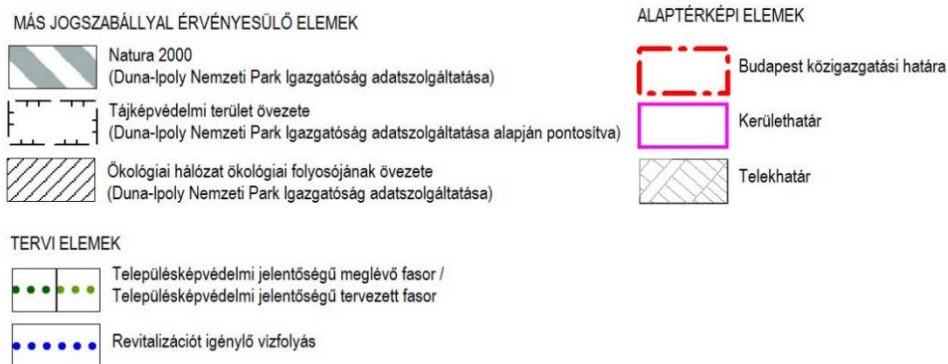 MÁS JOGSZABÁLLYAL ÉRVÉNYESÜLŐ ELEMEK
Natura 2000
(Duna-Ipoly Nemzeti Park Igazgatóság adatszolgáltatása)
Tájképvédelmi terület övezete
(Duna-Ipoly Nemzeti Park Igazgatóság adatszolgáltatása alapján pontosítva)
Ökológiai hálózat ökológiai folyosójának övezete
(Duna-Ipoly Nemzeti Park Igazgatóság adatszolgáltatása)
TERVI ELEMEK
Településképvédelmi jelentőségű meglévő fasor /
Településképvédelmi jelentőségű tervezett fasor
Revitalizációt igénylő vízfolyás
ALAPTÉRKÉPI ELEMEK
Budapest közigazgatási határa
Kerülethatár
Telekhatár